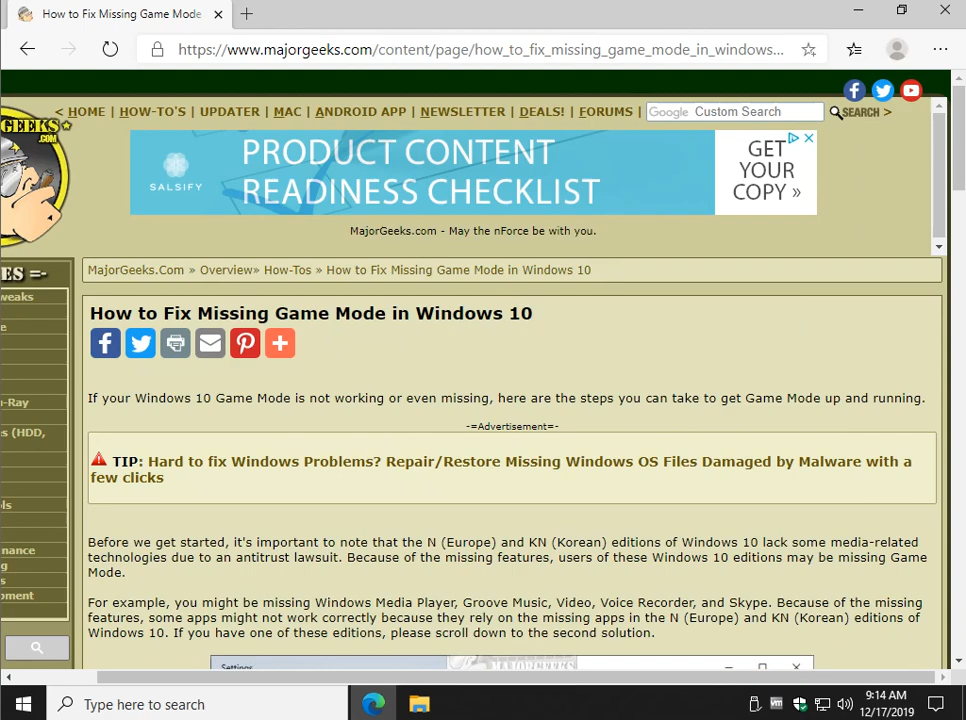 How to Fix Missing Game Mode
https://www.majorgeeks.com/content/page/how_to_fix_missing_game_mode_in_windows...
GEEKS
.COM
< HOME | HOW-TO'S | UPDATER | MAC | ANDROID APP | NEWSLETTER | DEALS! | FORUMS | Google Custom Search SEARCH >
SALSIFY
PRODUCT CONTENT
READINESS CHECKLIST
GET
YOUR
COPY »
MajorGeeks.com - May the nForce be with you.
ES =-
weaks
e
-Ray
s (HDD,
ls
nance
g
s
pment
MajorGeeks.Com » Overview» How-Tos » How to Fix Missing Game Mode in Windows 10
How to Fix Missing Game Mode in Windows 10
If your Windows 10 Game Mode is not working or even missing, here are the steps you can take to get Game Mode up and running.
-=Advertisement=-
TIP: Hard to fix Windows Problems? Repair/Restore Missing Windows OS Files Damaged by Malware with a
few clicks
Before we get started, it's important to note that the N (Europe) and KN (Korean) editions of Windows 10 lack some media-related
technologies due to an antitrust lawsuit. Because of the missing features, users of these Windows 10 editions may be missing Game
Mode.
For example, you might be missing Windows Media Player, Groove Music, Video, Voice Recorder, and Skype. Because of the missing
features, some apps might not work correctly because they rely on the missing apps in the N (Europe) and KN (Korean) editions of
Windows 10. If you have one of these editions, please scroll down to the second solution.
Settings
MAJORGEEKS
Type here to search
9:14 AM
12/17/2019